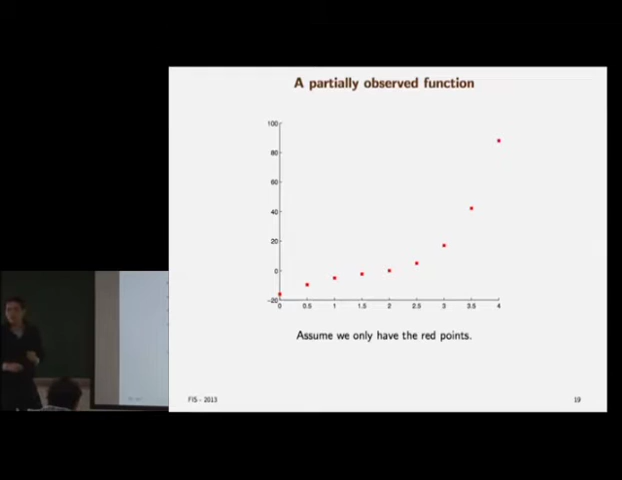 A partially observed function
100
80
60
40
20
0
-20
0 0.5 1 1.5 2 2.5 3 3.5 4
Assume we only have the red points.
FIS - 2013 19